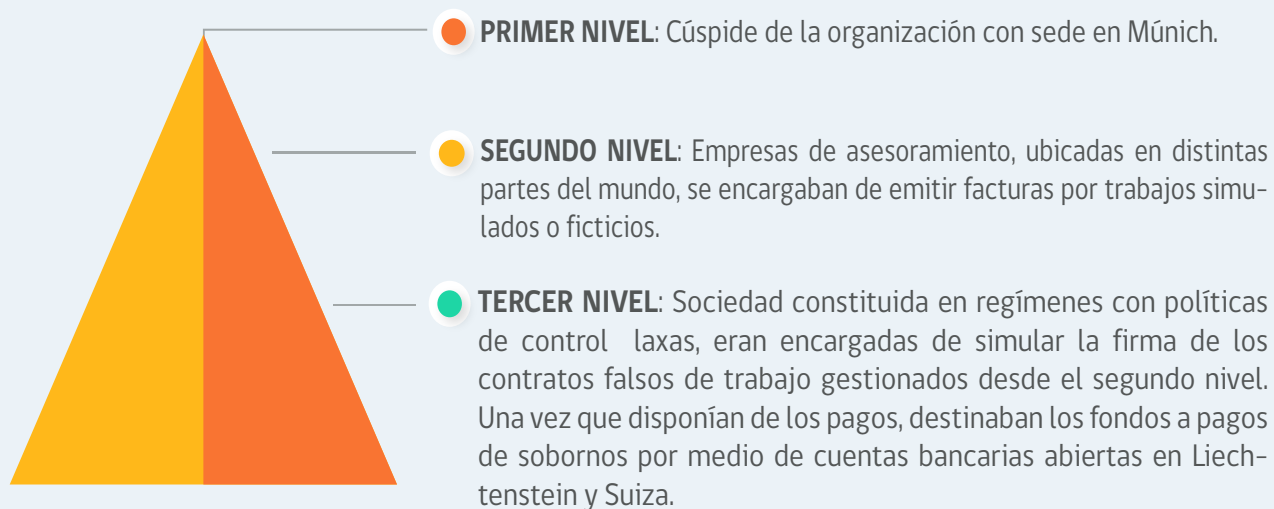 PRIMER NIVEL: Cúspide de la organización con sede en Múnich.
SEGUNDO NIVEL: Empresas de asesoramiento, ubicadas en distintas
partes del mundo, se encargaban de emitir facturas por trabajos simu-
lados o ficticios.
TERCER NIVEL: Sociedad constituida en regímenes con políticas
de control laxas, eran encargadas de simular la firma de los
contratos falsos de trabajo gestionados desde el segundo nivel.
Una vez que disponían de los pagos, destinaban los fondos a pagos
de sobornos por medio de cuentas bancarias abiertas en Liech-
tenstein y Suiza.